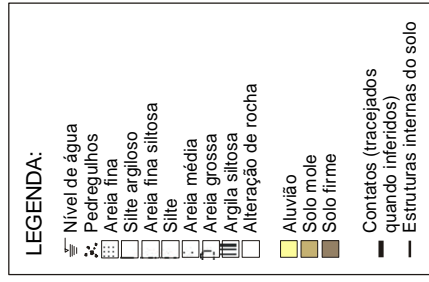 LEGENDA:
Nível de água
Pedregulhos
Areia fina
Silte argiloso
Areia fina siltosa
Silte
Areia média
Areia grossa
Argila siltosa
Alteração de rocha
Aluvião
Solo mole
Solo firme
Contatos (tracejados
quando inferidos)
Estruturas internas do solo